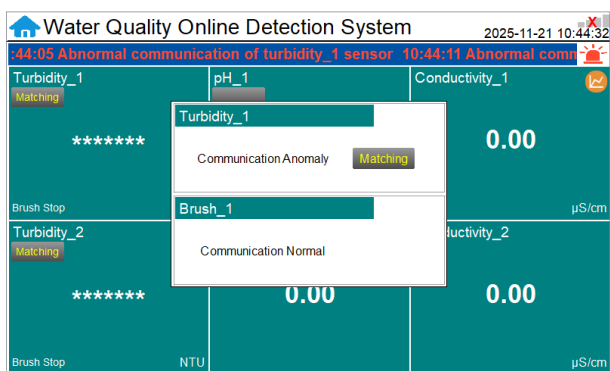 Water Quality Online Detection System
2025-11-21 10:44:32
:44:05 Abnormal communication of turbidity_1 sensor 10:44:11 Abnormal comm
Turbidity_1
pH_1
Conductivity_1
Matching
*******
0.00
Brush Stop
µS/cm
Turbidity_1
Communication Anomaly
Matching
Brush_1
Communication Normal
Turbidity_2
ductivity_2
Matching
*******
0.00
0.00
Brush Stop
NTU
µS/cm